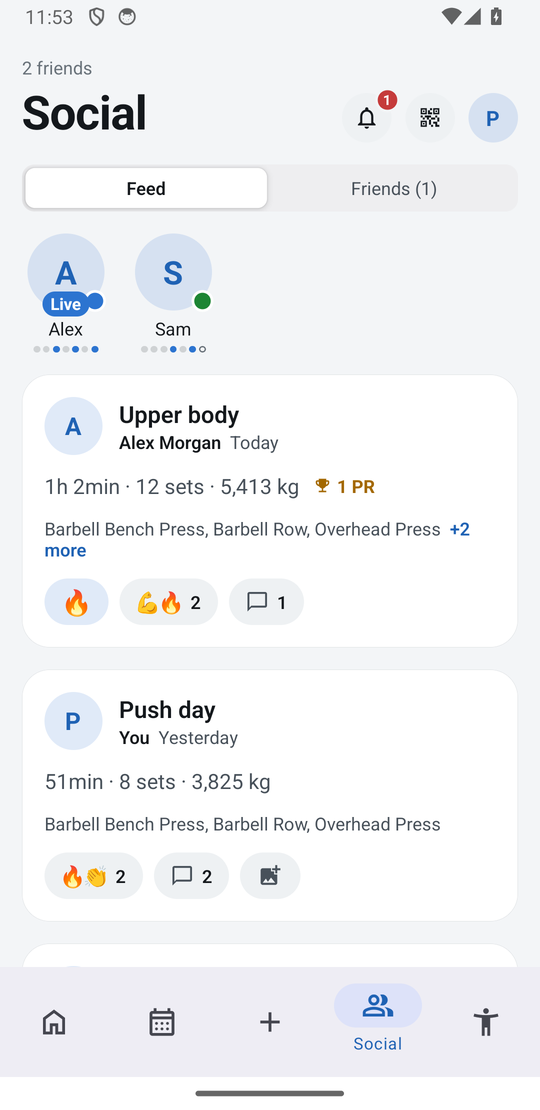 11:53
2 friends
Social
1
P
Feed
Friends (1)
A
S
Live
Alex
Sam
A
Upper body
Alex Morgan Today
1h 2min · 12 sets · 5,413 kg 1 PR
Barbell Bench Press, Barbell Row, Overhead Press +2
more
2
1
P
Push day
You Yesterday
51min · 8 sets · 3,825 kg
Barbell Bench Press, Barbell Row, Overhead Press
2
2
Social